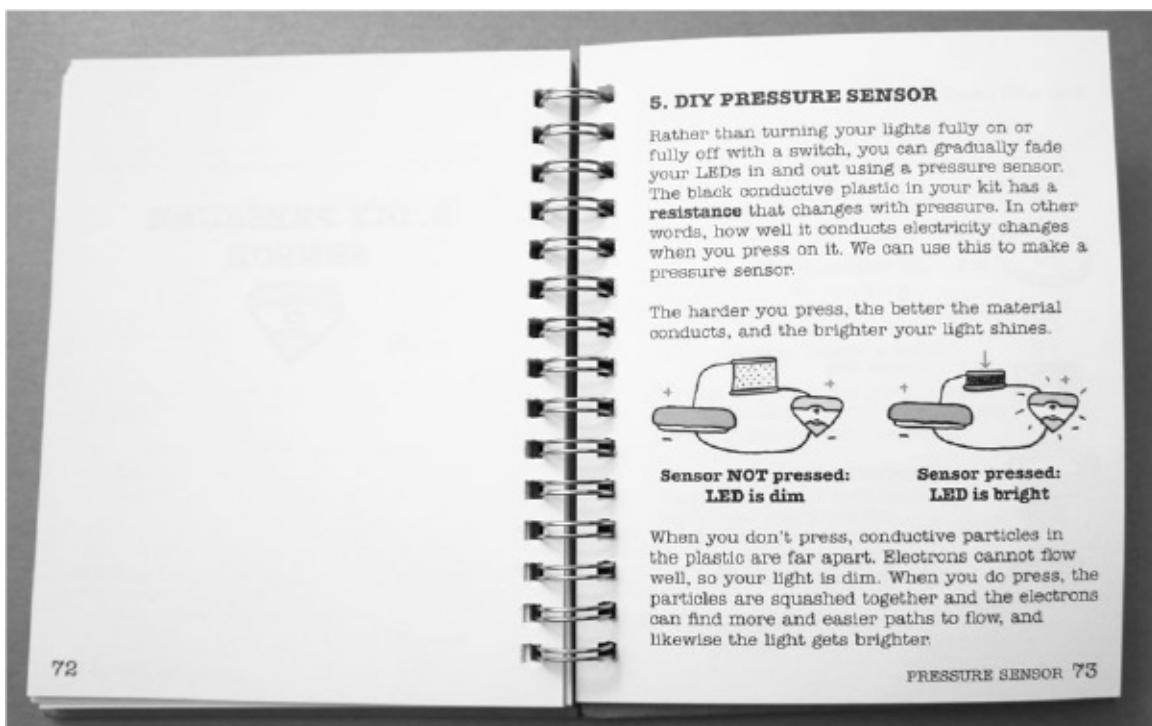 72
5. DIY PRESSURE SENSOR
Rather than turning your lights fully on or
fully off with a switch, you can gradually fade
your LEDs in and out using a pressure sensor.
The black conductive plastic in your kit has a
resistance that changes with pressure. In other
words, how well it conducts electricity changes
when you press on it. We can use this to make a
pressure sensor.
The harder you press, the better the material
conducts, and the brighter your light shines.
+ +
-
+ +
-
Sensor NOT pressed:
LED is dim
Sensor pressed:
LED is bright
When you don't press, conductive particles in
the plastic are far apart. Electrons cannot flow
well, so your light is dim. When you do press, the
particles are squashed together and the electrons
can find more and easier paths to flow, and
likewise the light gets brighter.
PRESSURE SENSOR 73